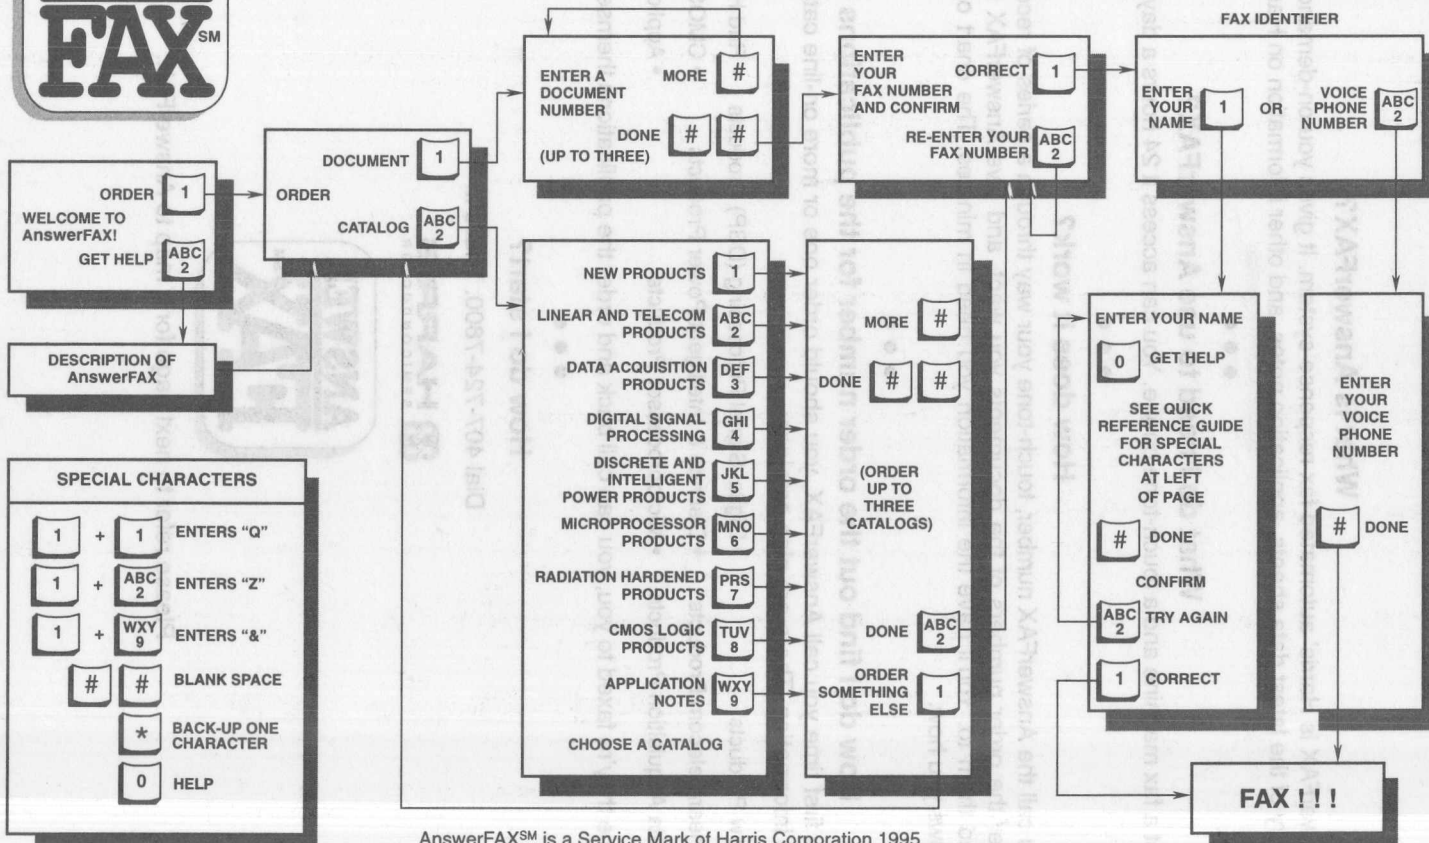 FAX SM
ORDER 1
WELCOME TO
AnswerFAX!
GET HELP ABC 2
DESCRIPTION OF
AnswerFAX
DOCUMENT 1
ORDER
CATALOG ABC 2
ENTER A
DOCUMENT
NUMBER
MORE #
DONE # #
(UP TO THREE)
ENTER
YOUR
FAX NUMBER
AND CONFIRM
CORRECT 1
RE-ENTER YOUR
FAX NUMBER ABC 2
FAX IDENTIFIER
ENTER
YOUR
NAME 1
OR
VOICE
PHONE
NUMBER ABC 2
NEW PRODUCTS 1
LINEAR AND TELECOM
PRODUCTS ABC 2
DATA ACQUISITION
PRODUCTS DEF 3
DIGITAL SIGNAL
PROCESSING GHI 4
DISCRETE AND
INTELLIGENT
POWER PRODUCTS JKL 5
MICROPROCESSOR
PRODUCTS MNO 6
RADIATION HARDENED
PRODUCTS PRS 7
CMOS LOGIC
PRODUCTS TUV 8
APPLICATION
NOTES WXY 9
CHOOSE A CATALOG
MORE #
DONE # #
(ORDER
UP TO
THREE
CATALOGS)
DONE ABC 2
ORDER
SOMETHING
ELSE 1
ENTER YOUR NAME
0 GET HELP
SEE QUICK
REFERENCE GUIDE
FOR SPECIAL
CHARACTERS
AT LEFT
OF PAGE
# DONE
CONFIRM
ABC 2 TRY AGAIN
1 CORRECT
ENTER
YOUR
VOICE
PHONE
NUMBER
# DONE
FAX ! ! !
SPECIAL CHARACTERS
1 + 1 ENTERS “Q”
1 + ABC 2 ENTERS “Z”
1 + WXY 9 ENTERS “&”
# # BLANK SPACE
* BACK-UP ONE
CHARACTER
0 HELP
AnswerFAX SM is a Service Mark of Harris Corporation 1995